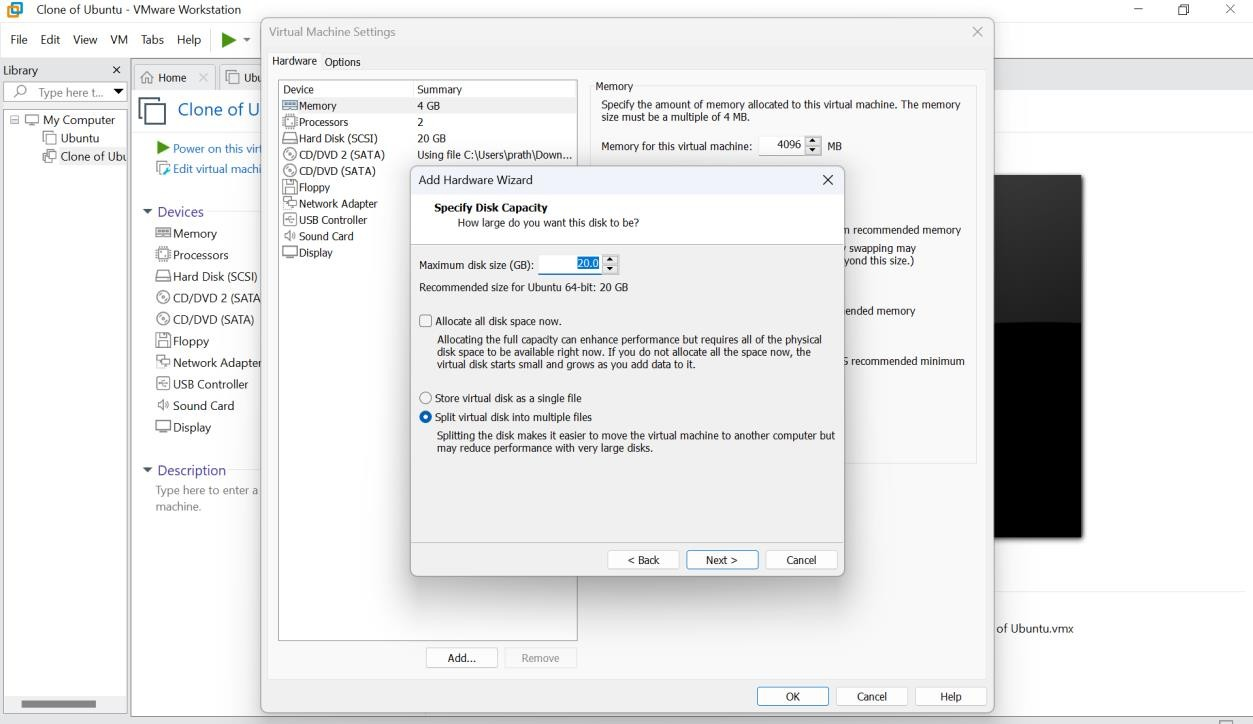 Clone of Ubuntu - VMware Workstation
File Edit View VM Tabs Help
Library
Type here t...
My Computer
Ubuntu
Clone of Ubu
Home
Ubu
Clone of U
Power on this virt
Edit virtual machi
Devices
Memory
Processors
Hard Disk (SCSI)
CD/DVD 2 (SATA
CD/DVD (SATA)
Floppy
Network Adapter
USB Controller
Sound Card
Display
Description
Type here to enter a
machine.
Virtual Machine Settings
Hardware Options
Device Summary
Memory 4 GB
Processors 2
Hard Disk (SCSI) 20 GB
CD/DVD 2 (SATA) Using file C:\Users\prath\Down...
CD/DVD (SATA)
Floppy
Network Adapter
USB Controller
Sound Card
Display
Add... Remove
Memory
Specify the amount of memory allocated to this virtual machine. The memory
size must be a multiple of 4 MB.
Memory for this virtual machine: 4096 MB
recommended memory
swapping may
yond this size.)
ended memory
recommended minimum
Add Hardware Wizard
Specify Disk Capacity
How large do you want this disk to be?
Maximum disk size (GB): 20.0
Recommended size for Ubuntu 64-bit: 20 GB
Allocate all disk space now.
Allocating the full capacity can enhance performance but requires all of the physical
disk space to be available right now. If you do not allocate all the space now, the
virtual disk starts small and grows as you add data to it.
Store virtual disk as a single file
Split virtual disk into multiple files
Splitting the disk makes it easier to move the virtual machine to another computer but
may reduce performance with very large disks.
< Back Next > Cancel
OK Cancel Help
of Ubuntu.vmx